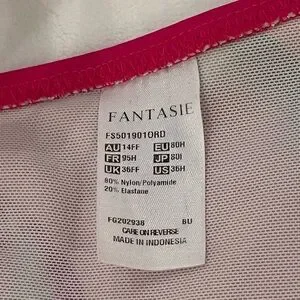 FANTASIE
FS501901ORD
AU 14FF EU 80H
FR 95H JP 80I
UK 36FF US 36H
80% Nylon/Polyamide
20% Elastane
FG202938 BU
CARE ON REVERSE
MADE IN INDONESIA